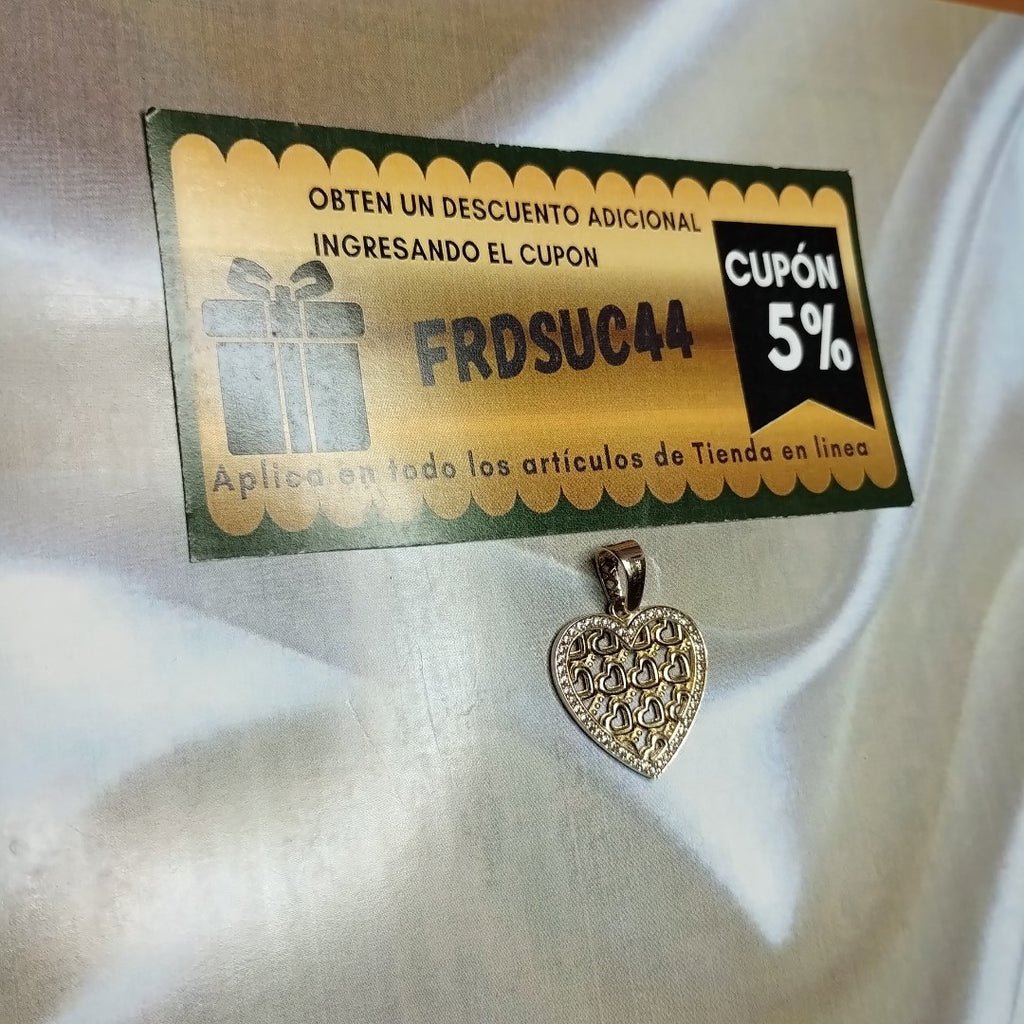 OBTEN UN DESCUENTO ADICIONAL
INGRESANDO EL CUPON
FRDSUC44
CUPÓN
5%
Aplica en todo los artículos de Tienda en linea